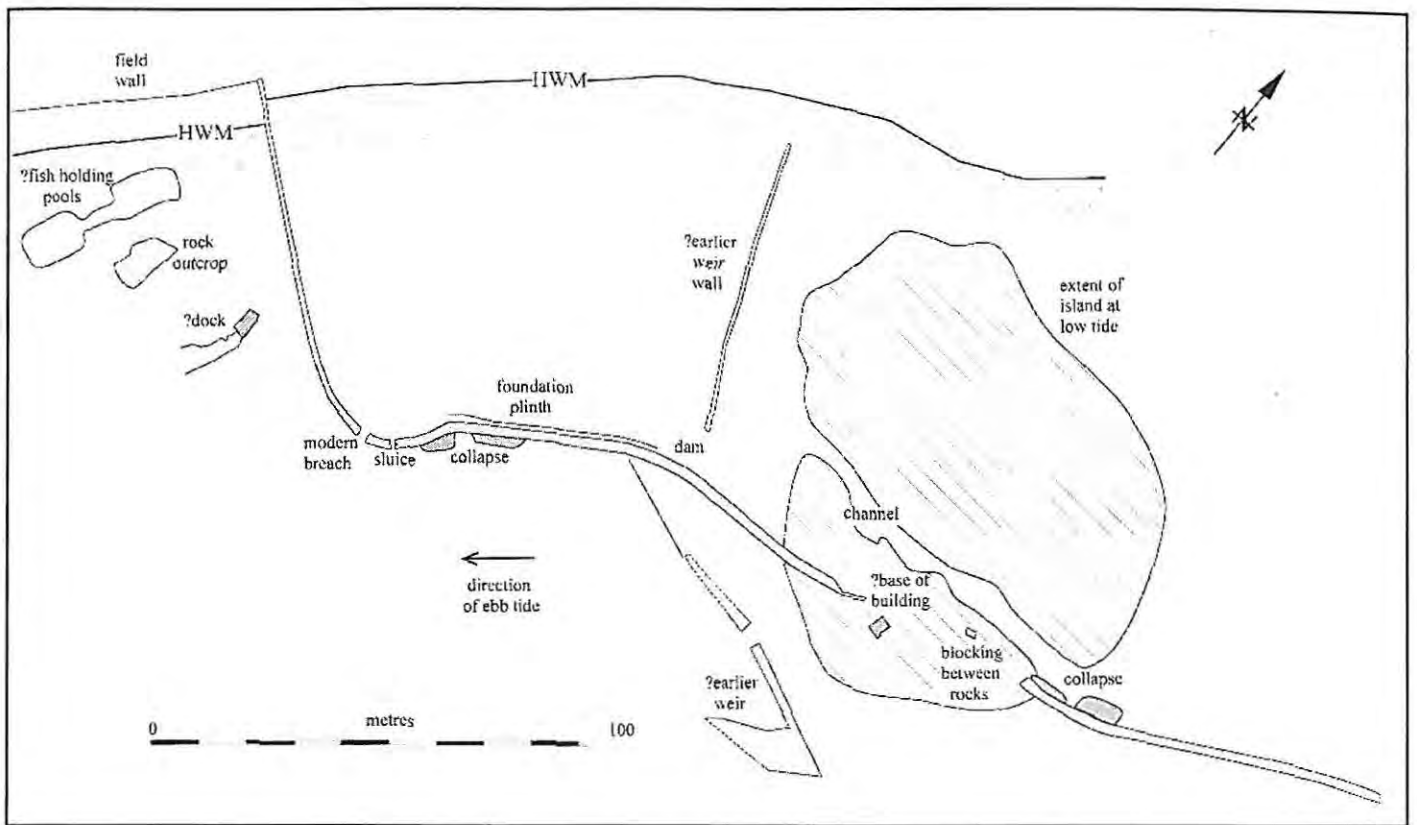 field
wall
HWM
HWM
N
?fish holding
pools
rock
outcrop
?dock
?earlier
weir
wall
extent of
island at
low tide
foundation
plinth
modern
breach
sluice
collapse
dam
channel
direction
of ebb tide
?base of
building
blocking
between
rocks
collapse
?earlier
weir
0
metres
100